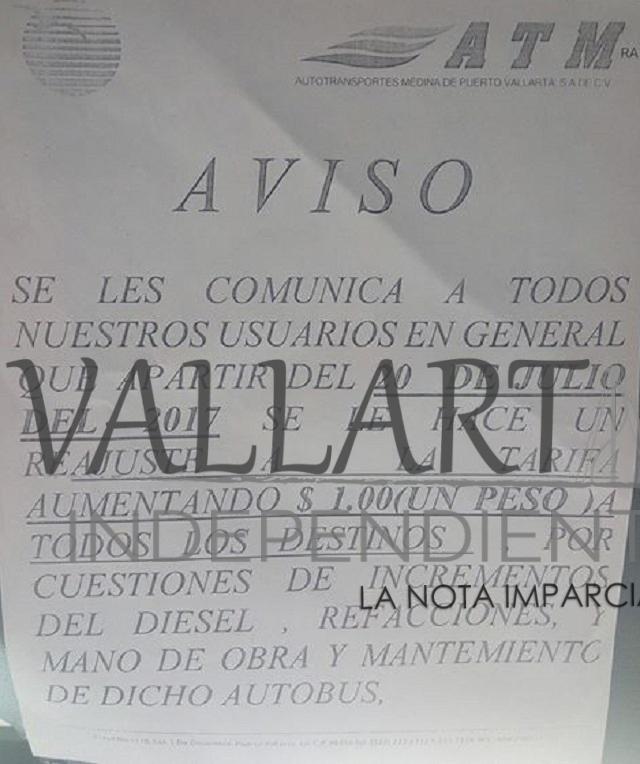 ATM
AUTOTRANSPORTES MEDINA DE PUERTO VALLARTA S A DE C.V.
AVISO
SE LES COMUNICA A TODOS
NUESTROS USUARIOS EN GENERAL
QUE APARTIR DEL 20 DE JULIO
DEL 2017 SE LE HACE UN
REAJUSTE A LA TARIFA
AUMENTANDO $ 1.00(UN PESO )A
TODOS LOS DESTINOS , POR
CUESTIONES DE INCREMENTOS
DEL DIESEL , REFACCIONES, Y
MANO DE OBRA Y MANTEMIENTO
DE DICHO AUTOBUS,
VALLART
INDEPENDIENT
LA NOTA IMPARCIA